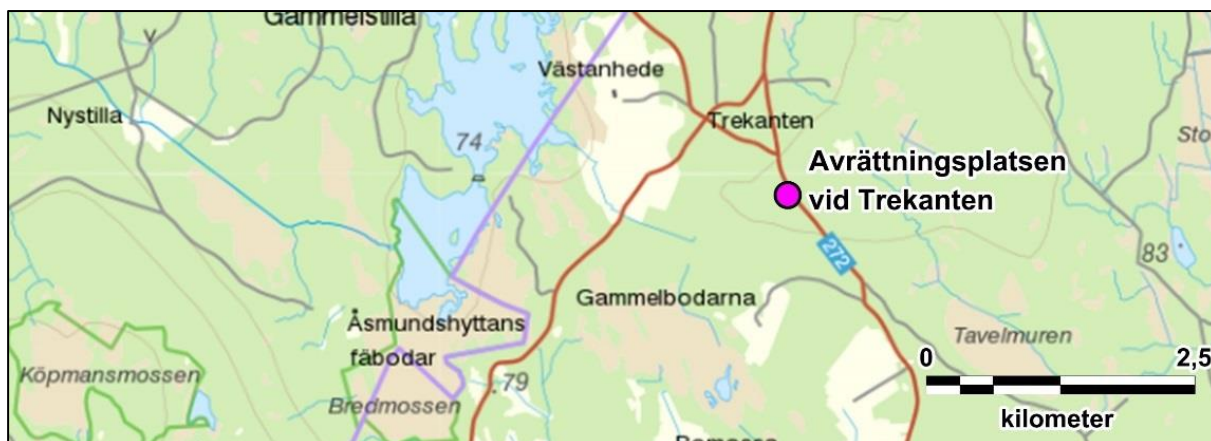 Gammelstilla
Västanhede
Nystilla
Trekanten
74
Sto
Avrättningsplatsen
vid Trekanten
272
83
Gammelbodarna
Åsmundshyttans
fäbodar
Tavelmuren
0 2,5
kilometer
Köpmansmossen
79
Bredmossen